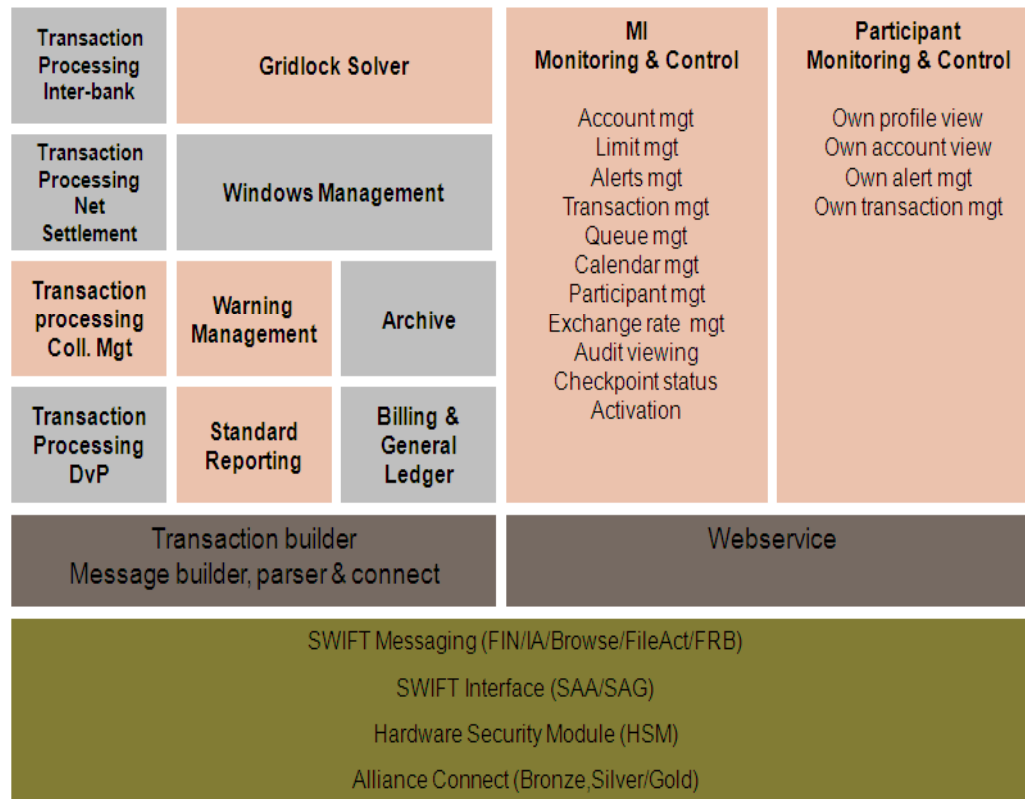 Transaction
Processing
Inter-bank
Gridlock Solver
Transaction
Processing
Net
Settlement
Windows Management
Transaction
processing
Coll. Mgt
Warning
Management
Archive
Transaction
Processing
DvP
Standard
Reporting
Billing &
General
Ledger
MI
Monitoring & Control
Account mgt
Limit mgt
Alerts mgt
Transaction mgt
Queue mgt
Calendar mgt
Participant mgt
Exchange rate mgt
Audit viewing
Checkpoint status
Activation
Participant
Monitoring & Control
Own profile view
Own account view
Own alert mgt
Own transaction mgt
Transaction builder
Message builder, parser & connect
Webservice
SWIFT Messaging (FIN/IA/Browse/FileAct/FRB)
SWIFT Interface (SAA/SAG)
Hardware Security Module (HSM)
Alliance Connect (Bronze,Silver/Gold)